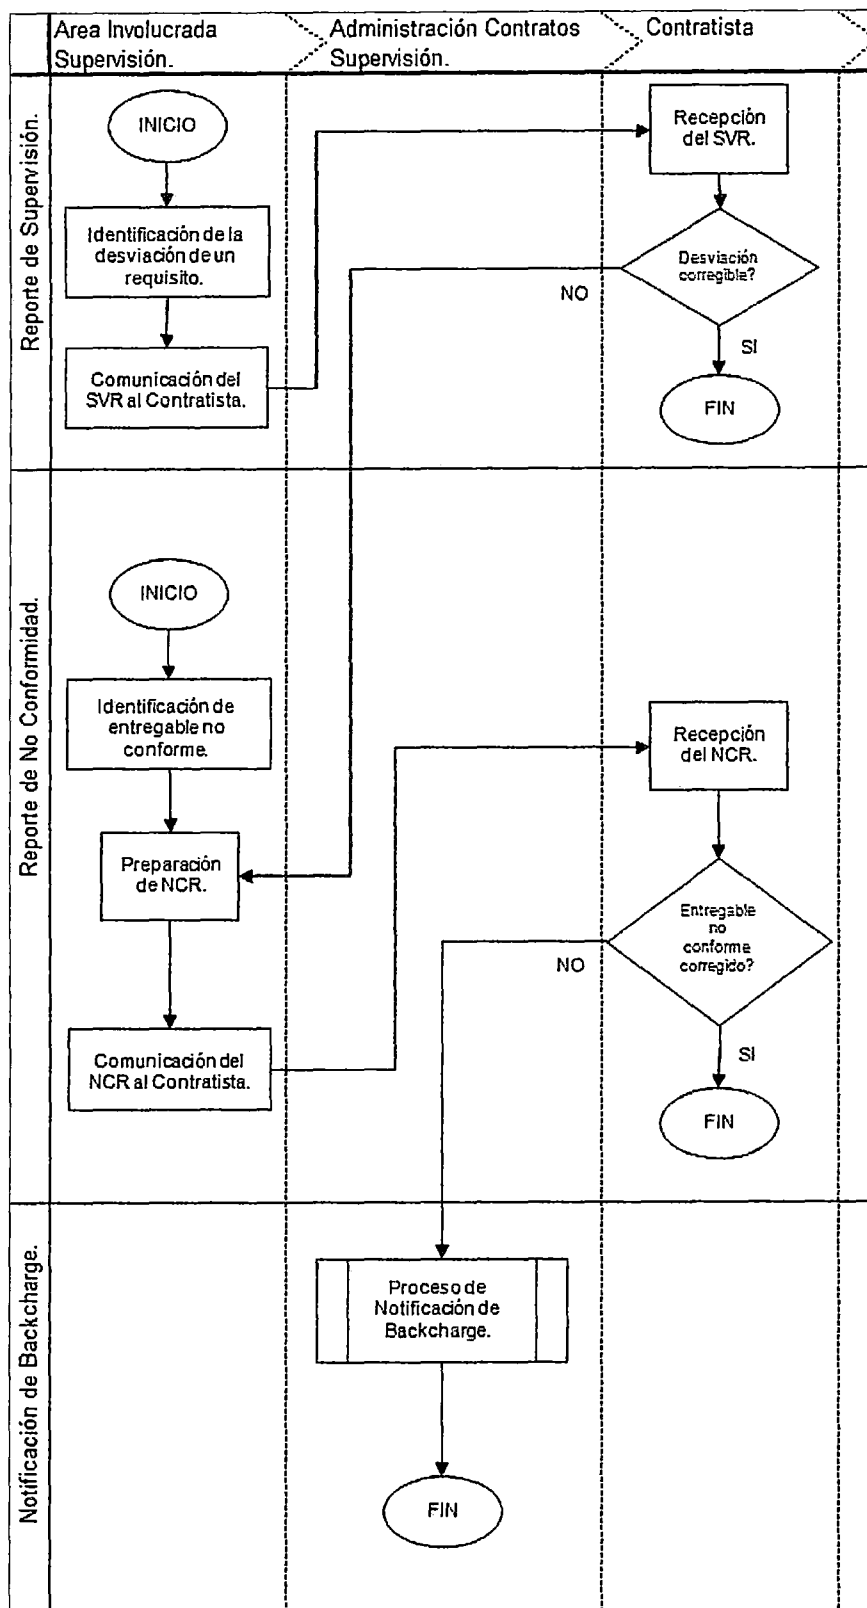 Area Involucrada
Supervisión.
Administración Contratos
Supervisión.
Contratista
Reporte de Supervisión.
INICIO
Identificación de la
desviación de un
requisito.
Comunicación del
SVR al Contratista.
Recepción
del SVR.
Desviación
corregible?
NO
SI
FIN
Reporte de No Conformidad.
INICIO
Identificación de
entregable no
conforme.
Preparación
de NCR.
Comunicación del
NCR al Contratista.
Recepción
del NCR.
Entregable
no
conforme
corregido?
NO
SI
FIN
Notificación de Backcharge.
Proceso de
Notificación de
Backcharge.
FIN